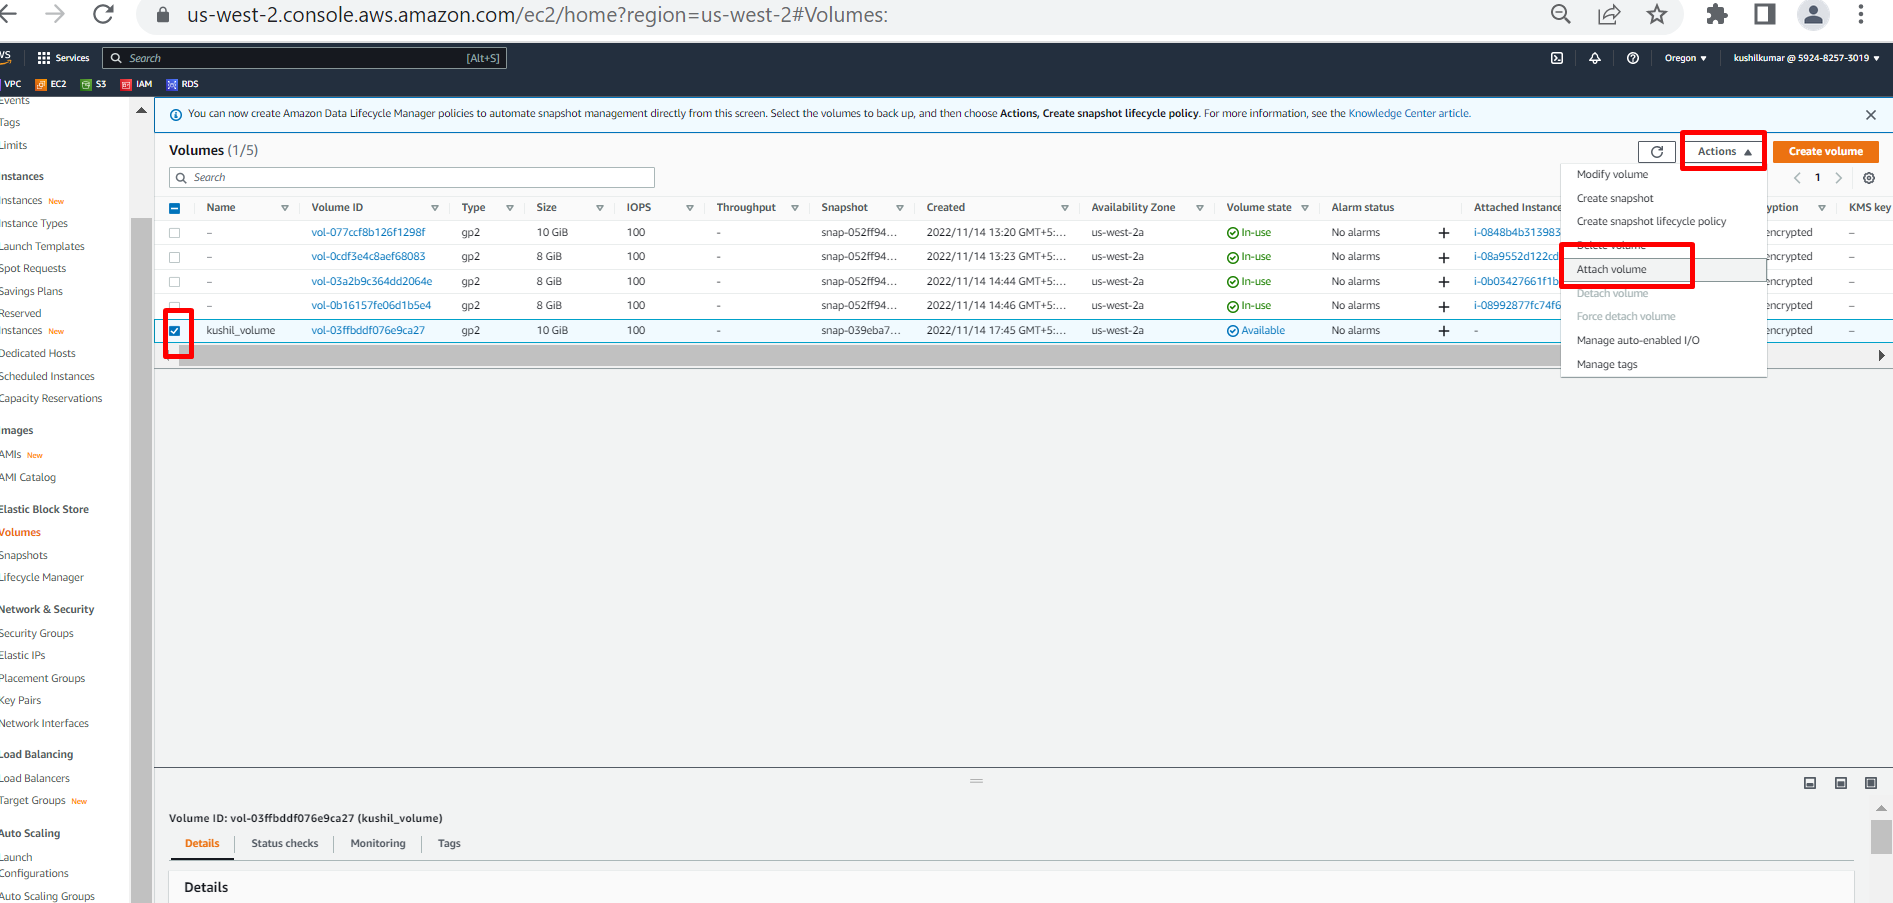 us-west-2.console.aws.amazon.com/ec2/home?region=us-west-2#Volumes:
Services
Search
[Alt+S]
Oregon
kushilkumar @ 5924-8257-3019
VPC
EC2
S3
IAM
RDS
Events
Tags
Limits
Instances
Instances New
Instance Types
Launch Templates
Spot Requests
Savings Plans
Reserved
Instances New
Dedicated Hosts
Scheduled Instances
Capacity Reservations
Images
AMIs New
AMI Catalog
Elastic Block Store
Volumes
Snapshots
Lifecycle Manager
Network & Security
Security Groups
Elastic IPs
Placement Groups
Key Pairs
Network Interfaces
Load Balancing
Load Balancers
Target Groups New
Auto Scaling
Launch
Configurations
Auto Scaling Groups
You can now create Amazon Data Lifecycle Manager policies to automate snapshot management directly from this screen. Select the volumes to back up, and then choose Actions, Create snapshot lifecycle policy. For more information, see the Knowledge Center article.
Volumes (1/5)
Actions
Create volume
Search
1
Name Volume ID Type Size IOPS Throughput Snapshot Created Availability Zone Volume state Alarm status Attached Instance yption KMS key
– vol-077ccf8b126f1298f gp2 10 GiB 100 - snap-052ff94... 2022/11/14 13:20 GMT+5:... us-west-2a In-use No alarms + i-0848b4b313983 encrypted –
– vol-0cdf3e4c8aef68083 gp2 8 GiB 100 - snap-052ff94... 2022/11/14 13:23 GMT+5:... us-west-2a In-use No alarms + i-08a9552d122cd encrypted –
– vol-03a2b9c364dd2064e gp2 8 GiB 100 - snap-052ff94... 2022/11/14 14:44 GMT+5:... us-west-2a In-use No alarms + i-0b03427661f1b encrypted –
– vol-0b16157fe06d1b5e4 gp2 8 GiB 100 - snap-052ff94... 2022/11/14 14:46 GMT+5:... us-west-2a In-use No alarms + i-08992877fc74f6 encrypted –
kushil_volume vol-03ffbddf076e9ca27 gp2 10 GiB 100 - snap-039eba7... 2022/11/14 17:45 GMT+5:... us-west-2a Available No alarms + - encrypted –
Modify volume
Create snapshot
Create snapshot lifecycle policy
Delete volume
Attach volume
Detach volume
Force detach volume
Manage auto-enabled I/O
Manage tags
Volume ID: vol-03ffbddf076e9ca27 (kushil_volume)
Details
Status checks
Monitoring
Tags
Details